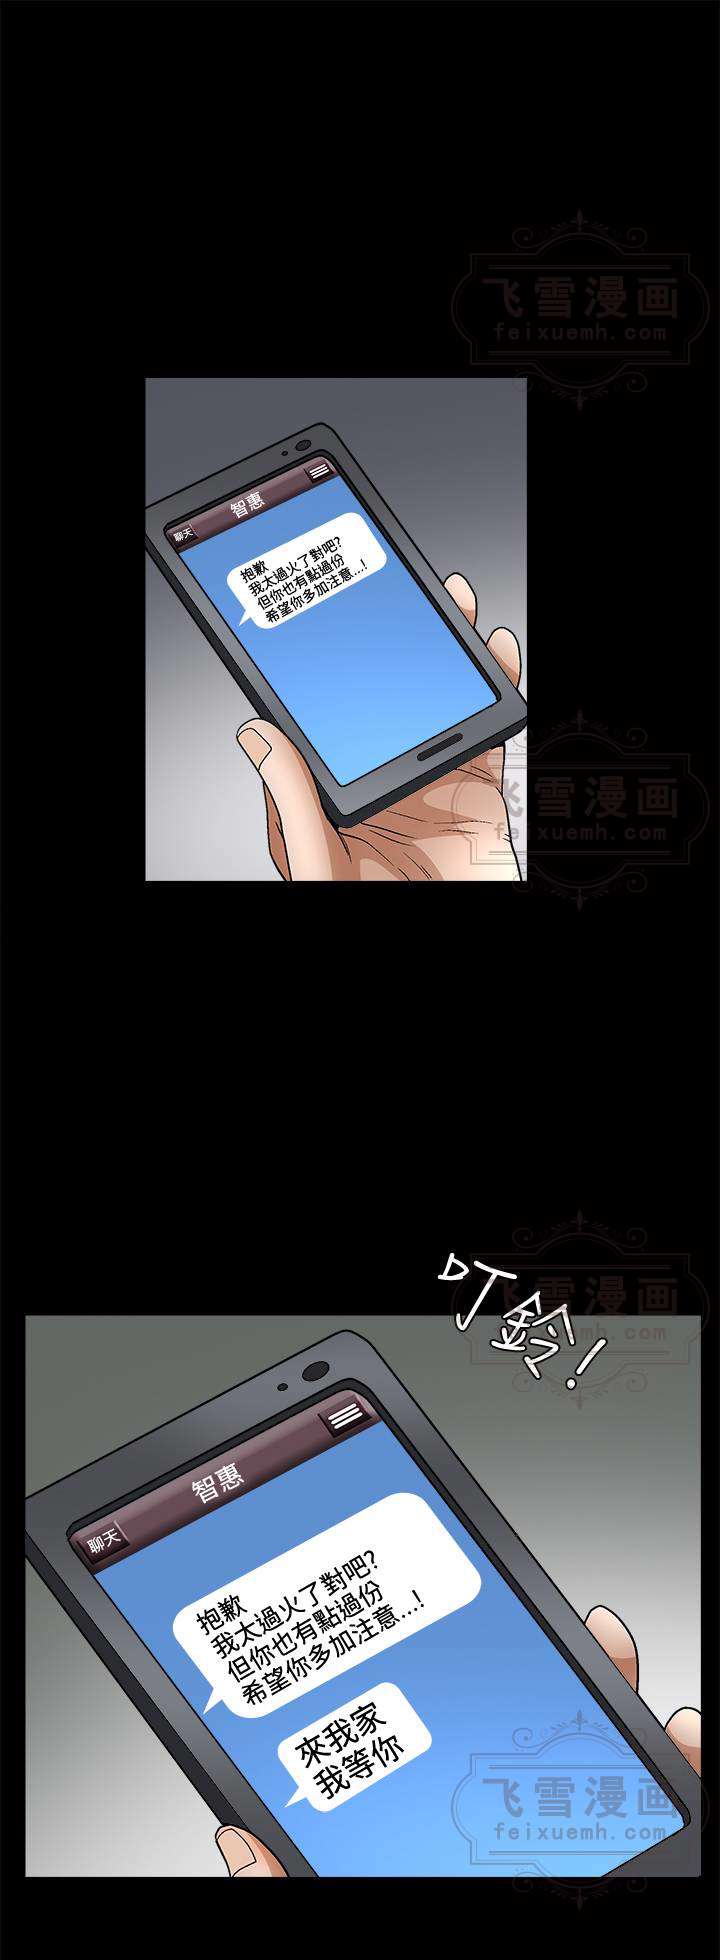 飞雪漫画
feixuemh.com
智惠
聊天
抱歉
我太過火了對吧?
但你也有點過份
希望你多加注意...!
飞雪漫画
feixuemh.com
叮鈴!
飞雪漫画
feixuemh.com
智惠
聊天
抱歉
我太過火了對吧?
但你也有點過份
希望你多加注意...!
來我家
我等你
飞雪漫画
feixuemh.com